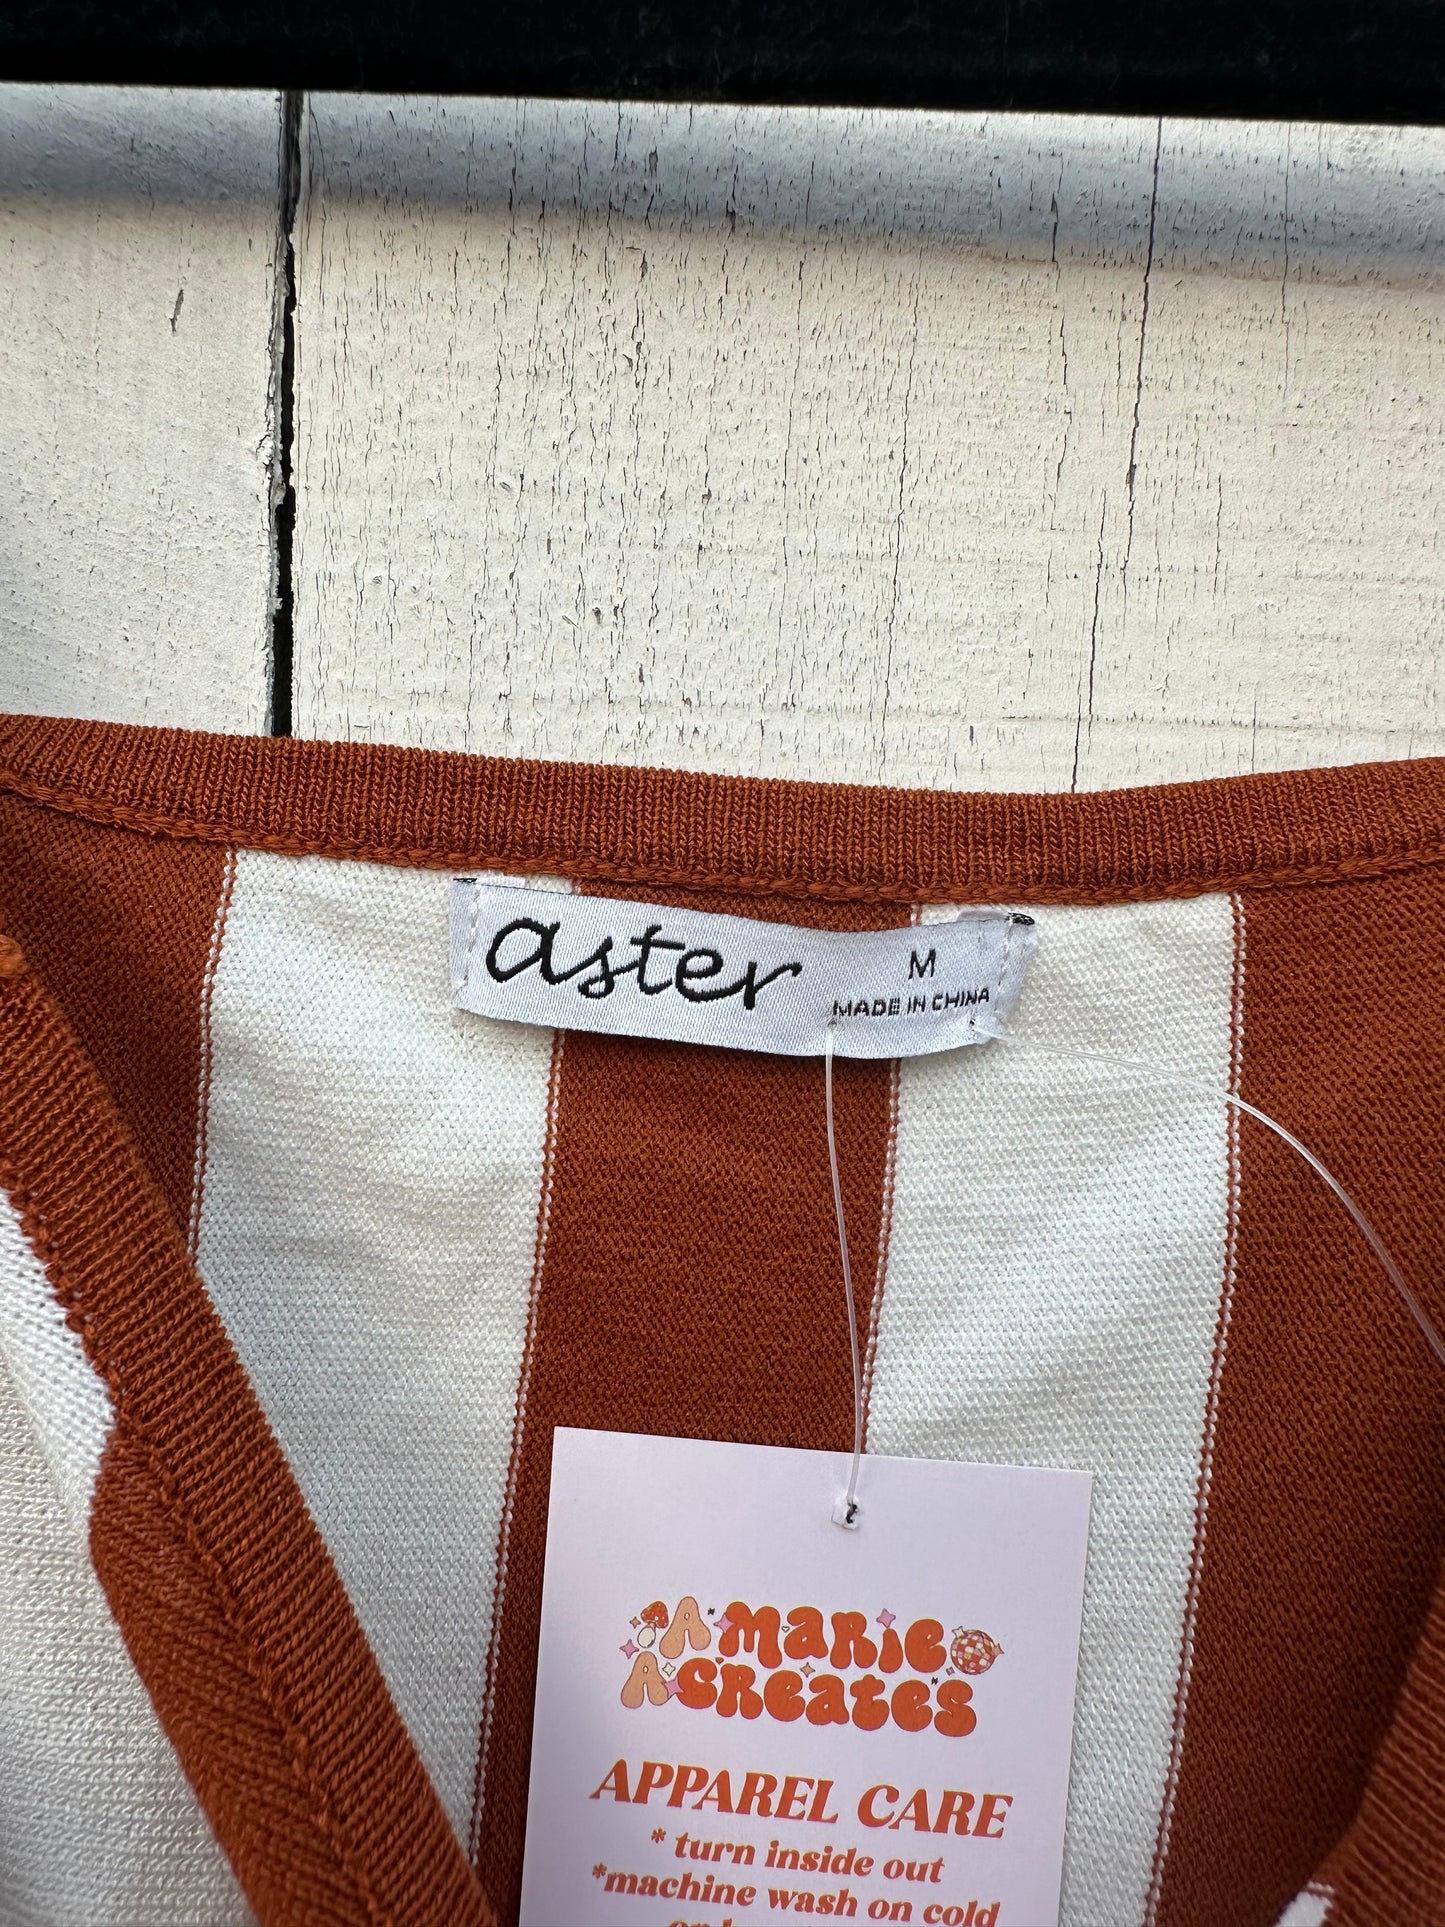 aster
M
MADE IN CHINA
A MARIE
CREATES
APPAREL CARE
* turn inside out
*machine wash on cold